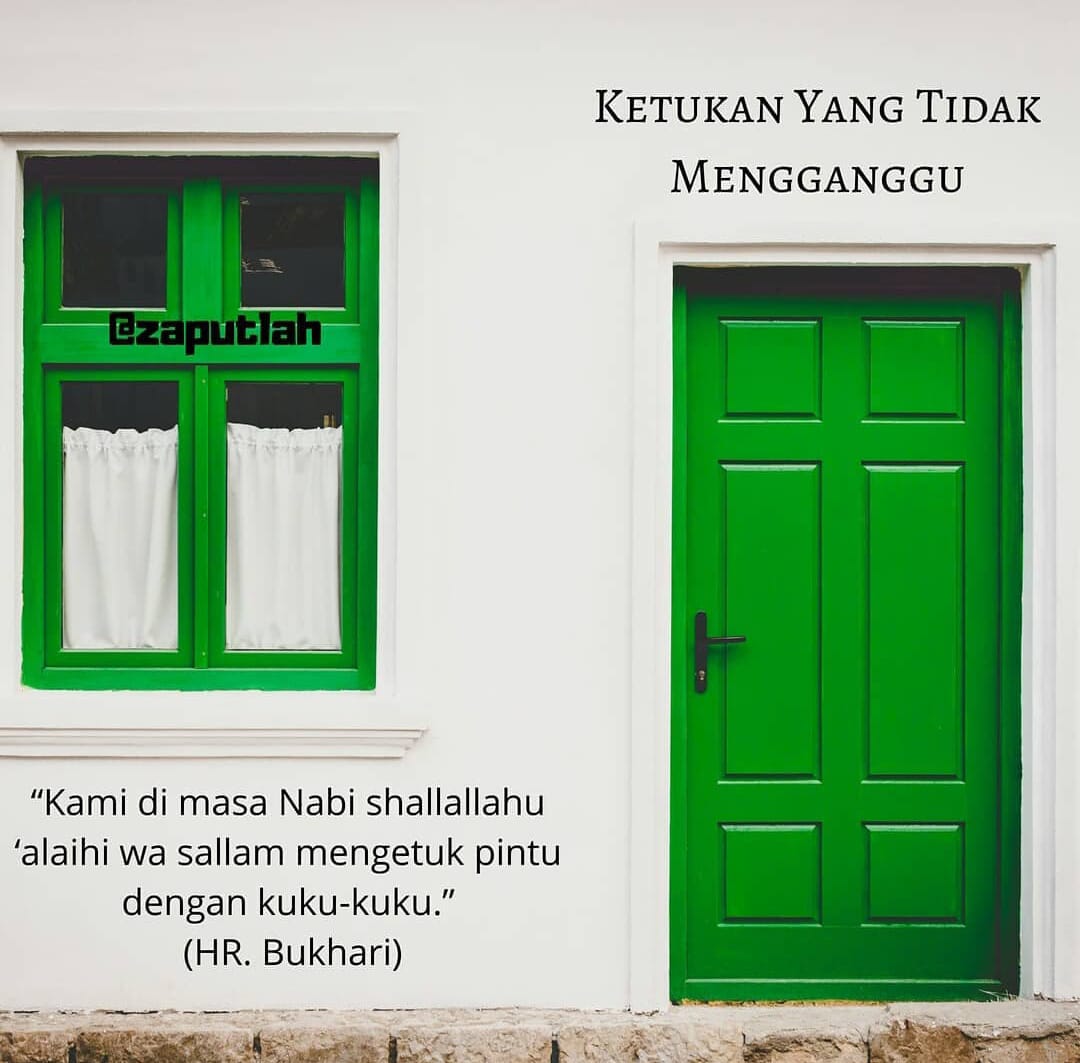 Ketukan Yang Tidak
Mengganggu
@zaputlah
“Kami di masa Nabi shallallahu
‘alaihi wa sallam mengetuk pintu
dengan kuku-kuku.”
(HR. Bukhari)